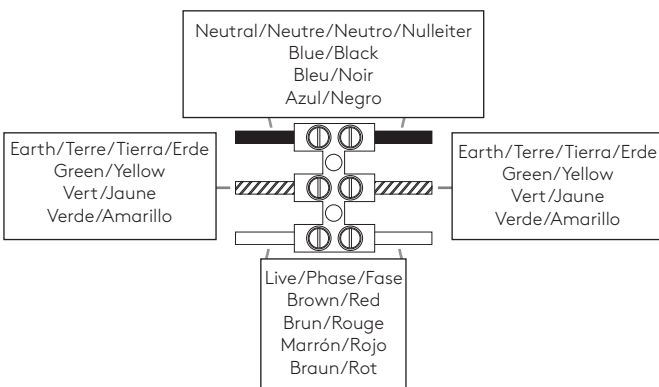 Neutral/Neutre/Neutro/Nulleiter
Blue/Black
Bleu/Noir
Azul/Negro
Earth/Terre/Tierra/Erde
Green/Yellow
Vert/Jaune
Verde/Amarillo
Earth/Terre/Tierra/Erde
Green/Yellow
Vert/Jaune
Verde/Amarillo
Live/Phase/Fase
Brown/Red
Brun/Rouge
Marrón/Rojo
Braun/Rot